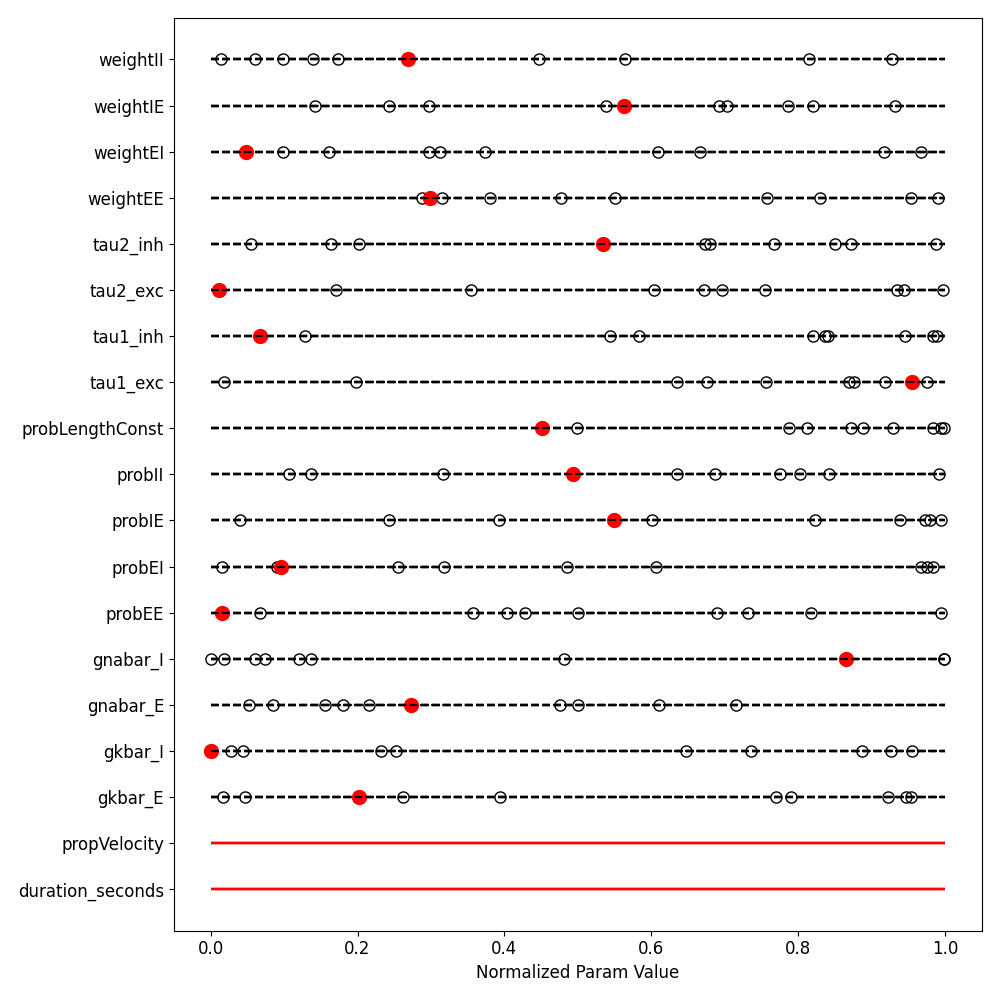 weightII
weightIE
weightEI
weightEE
tau2_inh
tau2_exc
tau1_inh
tau1_exc
probLengthConst
probII
probIE
probEI
probEE
gnabar_I
gnabar_E
gkbar_I
gkbar_E
propVelocity
duration_seconds
0.0 0.2 0.4 0.6 0.8 1.0
Normalized Param Value